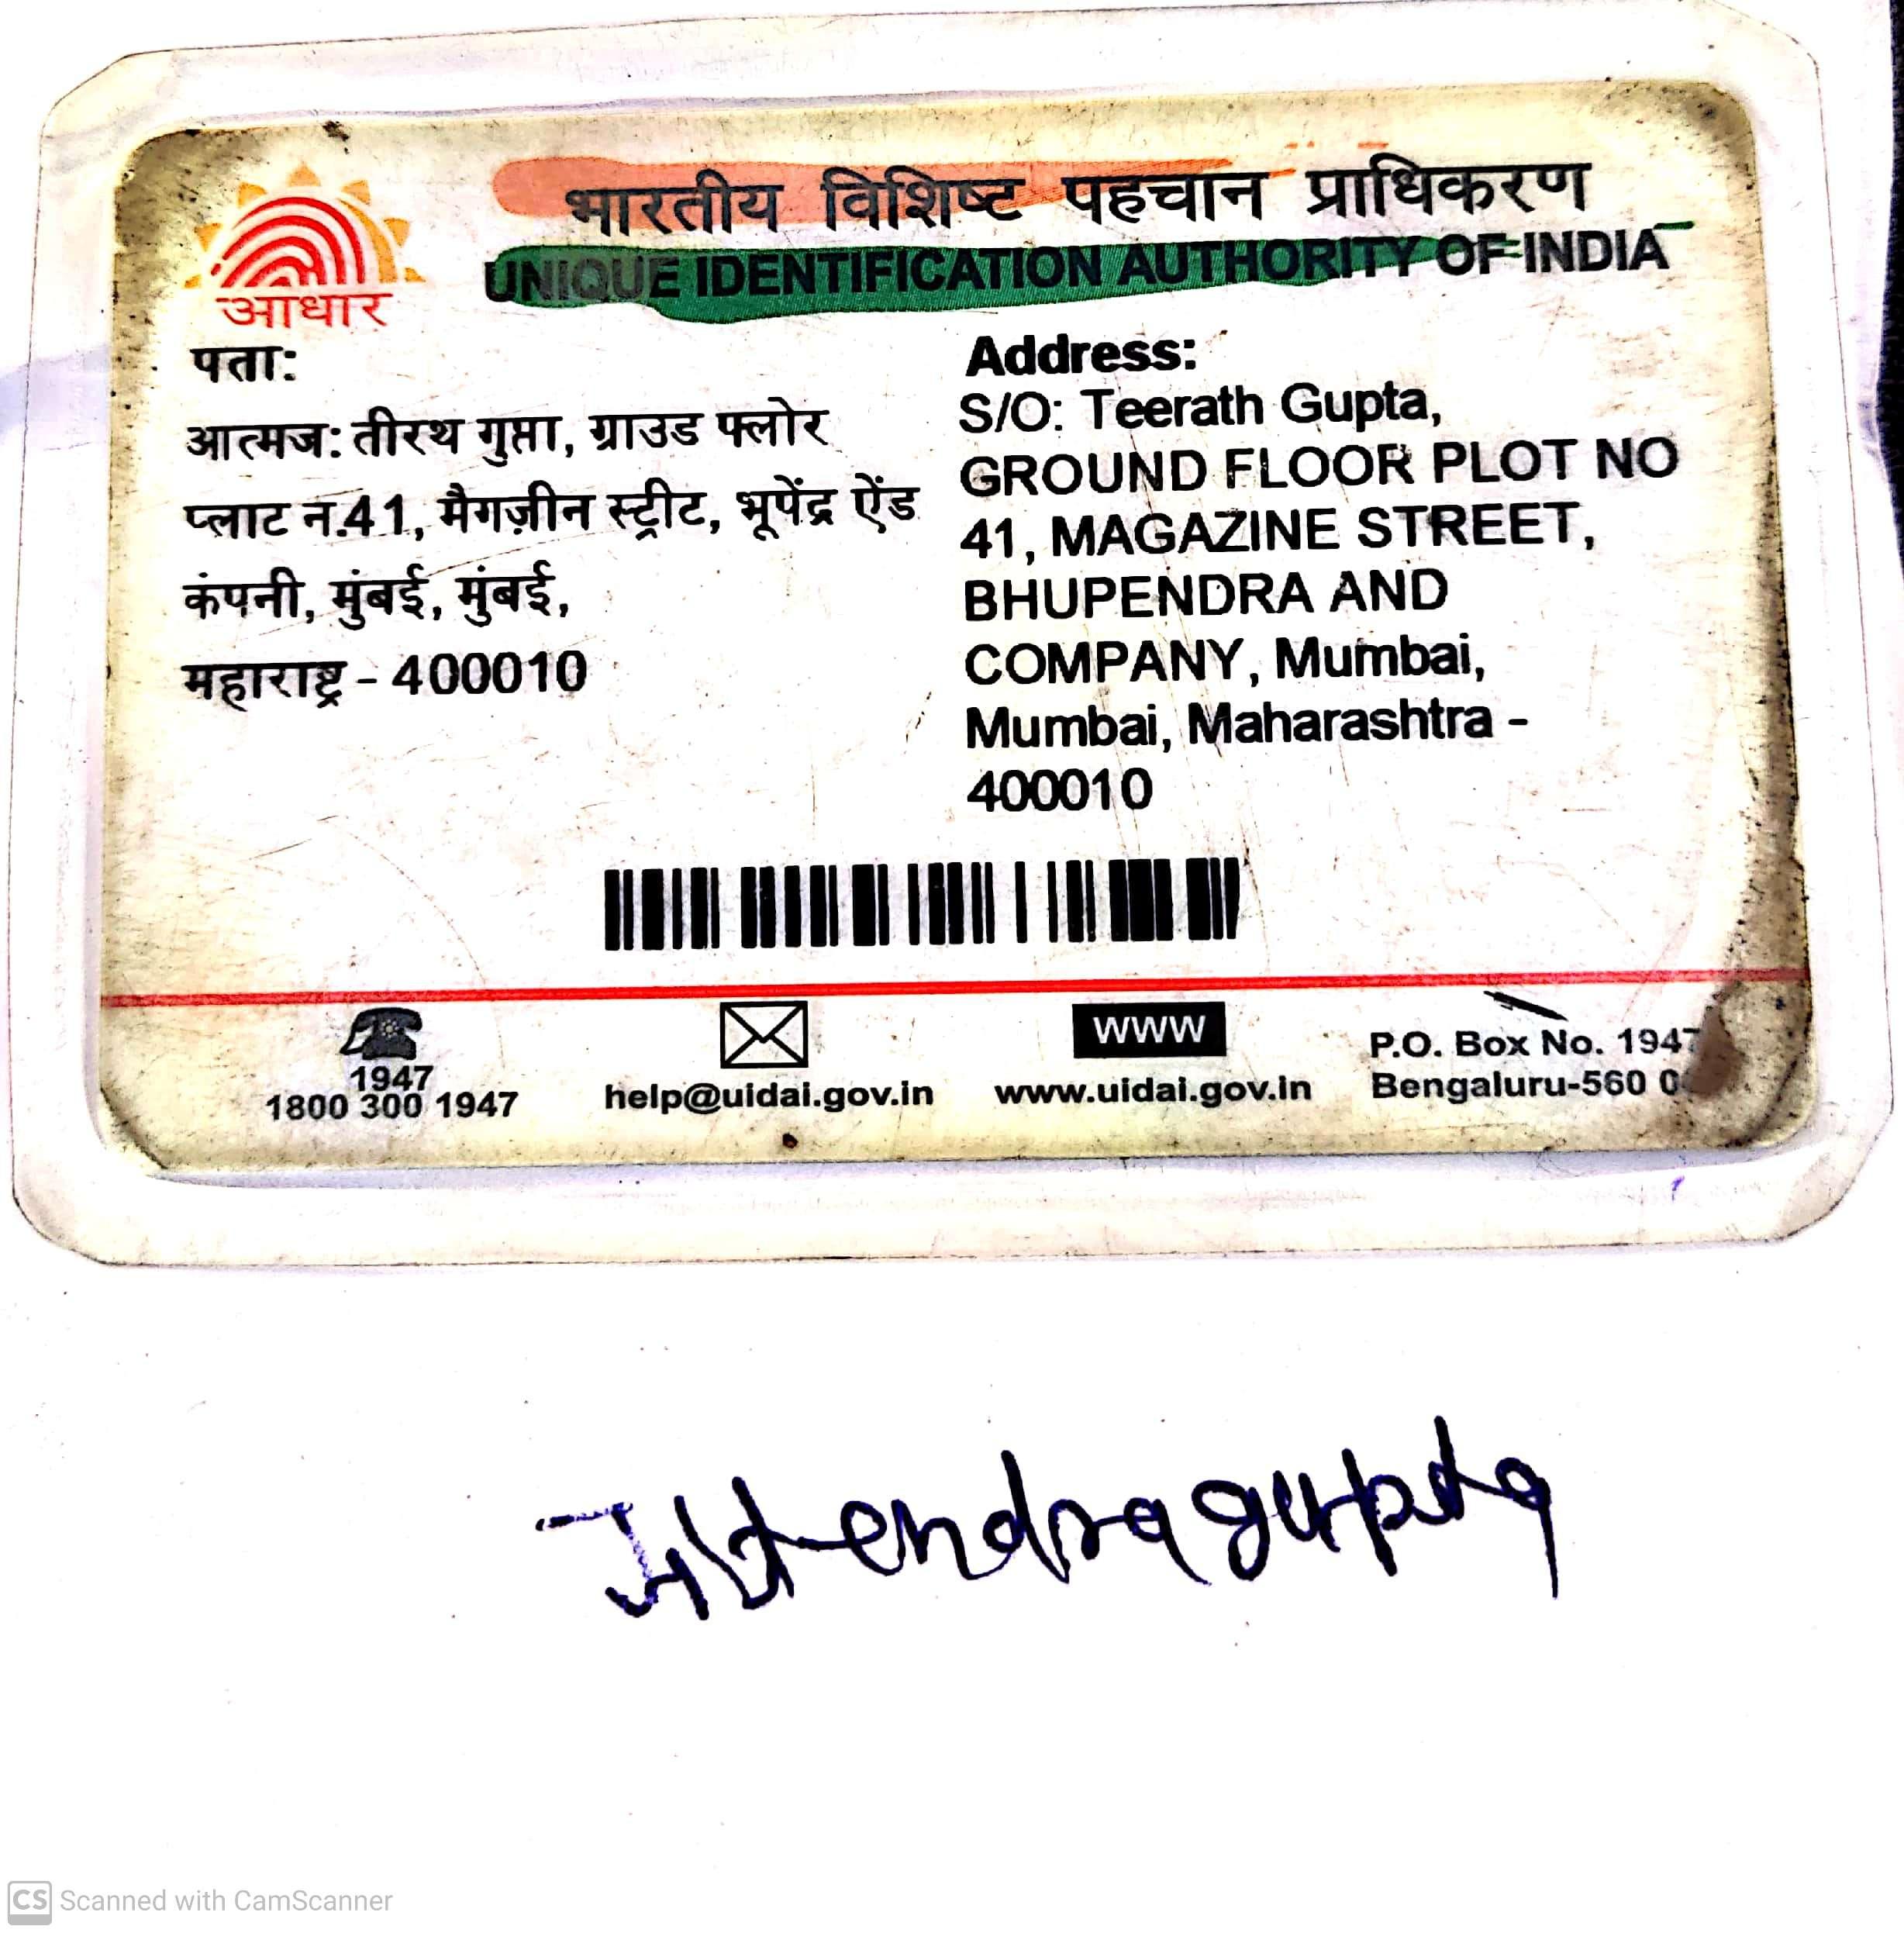 भारतीय विशिष्ट पहचान प्राधिकरण
UNIQUE IDENTIFICATION AUTHORITY OF INDIA
आधार
पता:
आत्मज: तीरथ गुप्ता, ग्राउड फ्लोर
प्लाट न.41, मैगज़ीन स्ट्रीट, भूपेंद्र ऐंड
कंपनी, मुंबई, मुंबई,
महाराष्ट्र - 400010
Address:
S/O: Teerath Gupta,
GROUND FLOOR PLOT NO
41, MAGAZINE STREET,
BHUPENDRA AND
COMPANY, Mumbai,
Mumbai, Maharashtra -
400010
1947
1800 300 1947
help@uidai.gov.in
www
www.uidai.gov.in
P.O. Box No. 1947
Bengaluru-560 0
gupta
CS Scanned with CamScanner